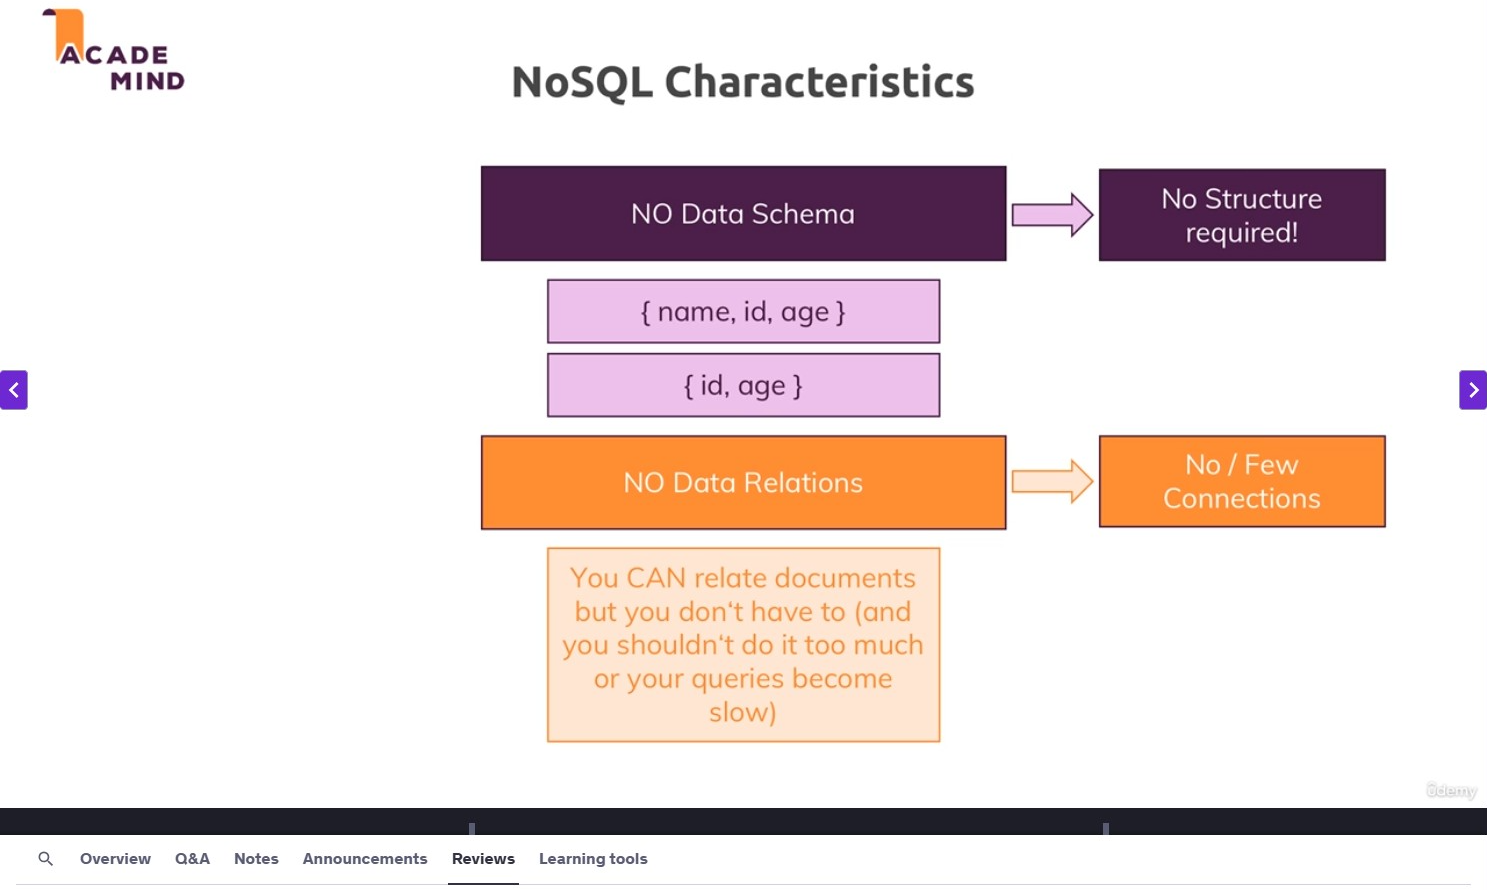 ACADE
MIND
NoSQL Characteristics
NO Data Schema
No Structure
required!
{ name, id, age }
{ id, age }
NO Data Relations
No / Few
Connections
You CAN relate documents
but you don‘t have to (and
you shouldn‘t do it too much
or your queries become
slow)
ûdemy
Overview Q&A Notes Announcements Reviews Learning tools